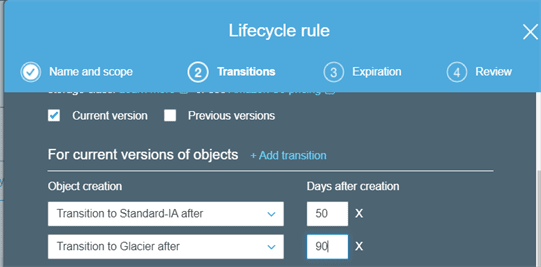 Lifecycle rule
Name and scope
2 Transitions
3 Expiration
4 Review
Current version
Previous versions
For current versions of objects + Add transition
Object creation Days after creation
Transition to Standard-IA after 50 X
Transition to Glacier after 90 X